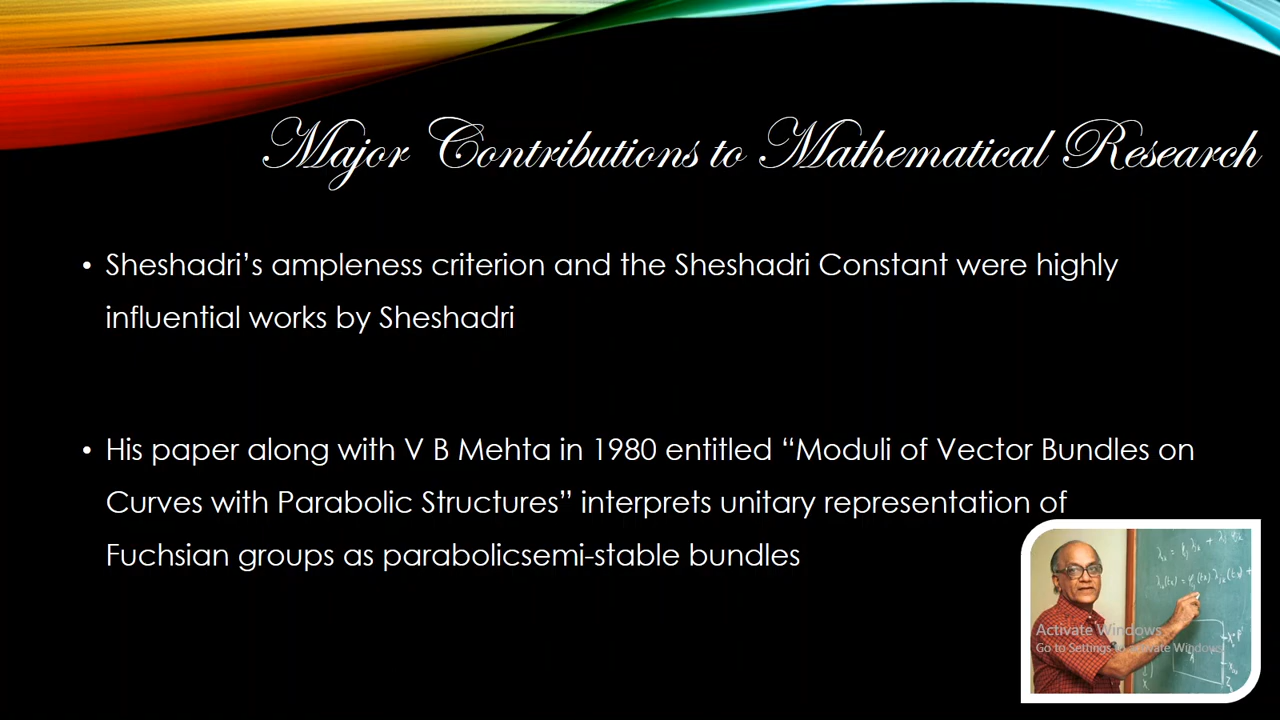 Major Contributions to Mathematical Research
• Sheshadri’s ampleness criterion and the Sheshadri Constant were highly
influential works by Sheshadri
• His paper along with V B Mehta in 1980 entitled “Moduli of Vector Bundles on
Curves with Parabolic Structures” interprets unitary representation of
Fuchsian groups as parabolicsemi-stable bundles
Activate Windows
Go to Settings to activate Windows.